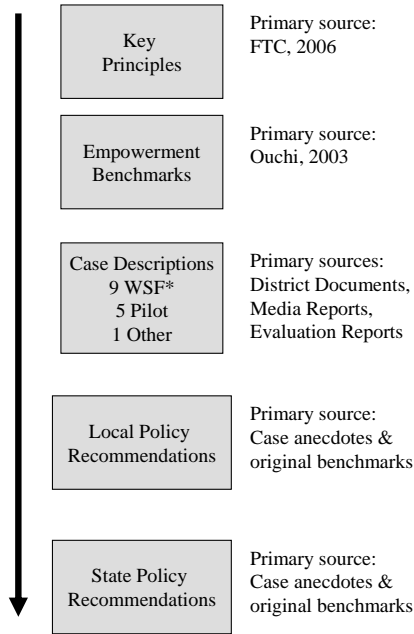 Key
Principles
Primary source:
FTC, 2006
Empowerment
Benchmarks
Primary source:
Ouchi, 2003
Case Descriptions
9 WSF*
5 Pilot
1 Other
Primary sources:
District Documents,
Media Reports,
Evaluation Reports
Local Policy
Recommendations
Primary source:
Case anecdotes &
original benchmarks
State Policy
Recommendations
Primary source:
Case anecdotes &
original benchmarks